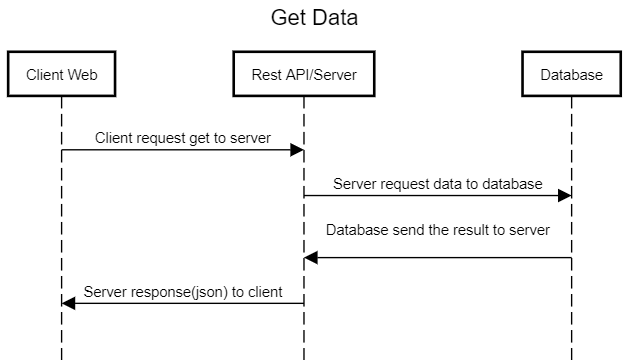 Get Data
Client Web
Rest API/Server
Database
Client request get to server
Server request data to database
Database send the result to server
Server response(json) to client